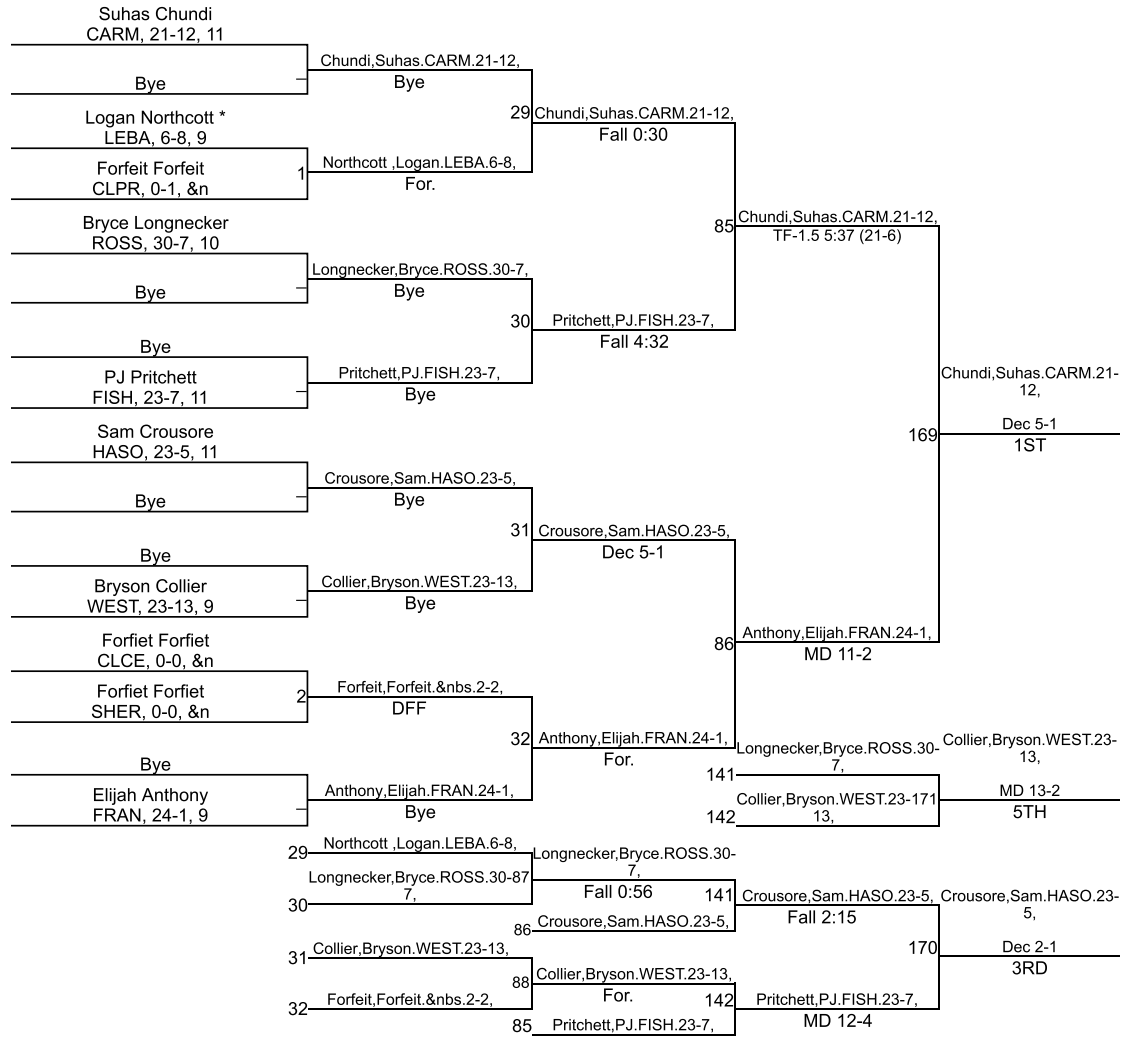 Suhas Chundi
CARM, 21-12, 11
Bye
Logan Northcott *
LEBA, 6-8, 9
Forfeit Forfeit
CLPR, 0-1, &n
1
Bryce Longnecker
ROSS, 30-7, 10
Bye
Bye
PJ Pritchett
FISH, 23-7, 11
Sam Crousore
HASO, 23-5, 11
Bye
Bye
Bryson Collier
WEST, 23-13, 9
Forfiet Forfiet
CLCE, 0-0, &n
Forfiet Forfiet
SHER, 0-0, &n
2
Bye
Elijah Anthony
FRAN, 24-1, 9
Chundi,Suhas.CARM.21-12,
Bye
29
Northcott ,Logan.LEBA.6-8,
For.
Longnecker,Bryce.ROSS.30-7,
Bye
30
Pritchett,PJ.FISH.23-7,
Bye
Crousore,Sam.HASO.23-5,
Bye
31
Collier,Bryson.WEST.23-13,
Bye
Forfeit,Forfeit.&nbs.2-2,
DFF
32
Anthony,Elijah.FRAN.24-1,
Bye
Chundi,Suhas.CARM.21-12,
Fall 0:30
85
Pritchett,PJ.FISH.23-7,
Fall 4:32
Crousore,Sam.HASO.23-5,
Dec 5-1
86
Anthony,Elijah.FRAN.24-1,
For.
Chundi,Suhas.CARM.21-12,
TF-1.5 5:37 (21-6)
169
Anthony,Elijah.FRAN.24-1,
MD 11-2
Chundi,Suhas.CARM.21-
12,
Dec 5-1
1ST
141
Longnecker,Bryce.ROSS.30-
7,
142
Collier,Bryson.WEST.23-171
13,
Collier,Bryson.WEST.23-
13,
MD 13-2
5TH
29
Northcott ,Logan.LEBA.6-8,
30
Longnecker,Bryce.ROSS.30-87
7,
Longnecker,Bryce.ROSS.30-
7,
Fall 0:56
141
86
Crousore,Sam.HASO.23-5,
31
Collier,Bryson.WEST.23-13,
32
Forfeit,Forfeit.&nbs.2-2,
88
Collier,Bryson.WEST.23-13,
For.
142
85
Pritchett,PJ.FISH.23-7,
Crousore,Sam.HASO.23-5,
Fall 2:15
170
Pritchett,PJ.FISH.23-7,
MD 12-4
Crousore,Sam.HASO.23-
5,
Dec 2-1
3RD